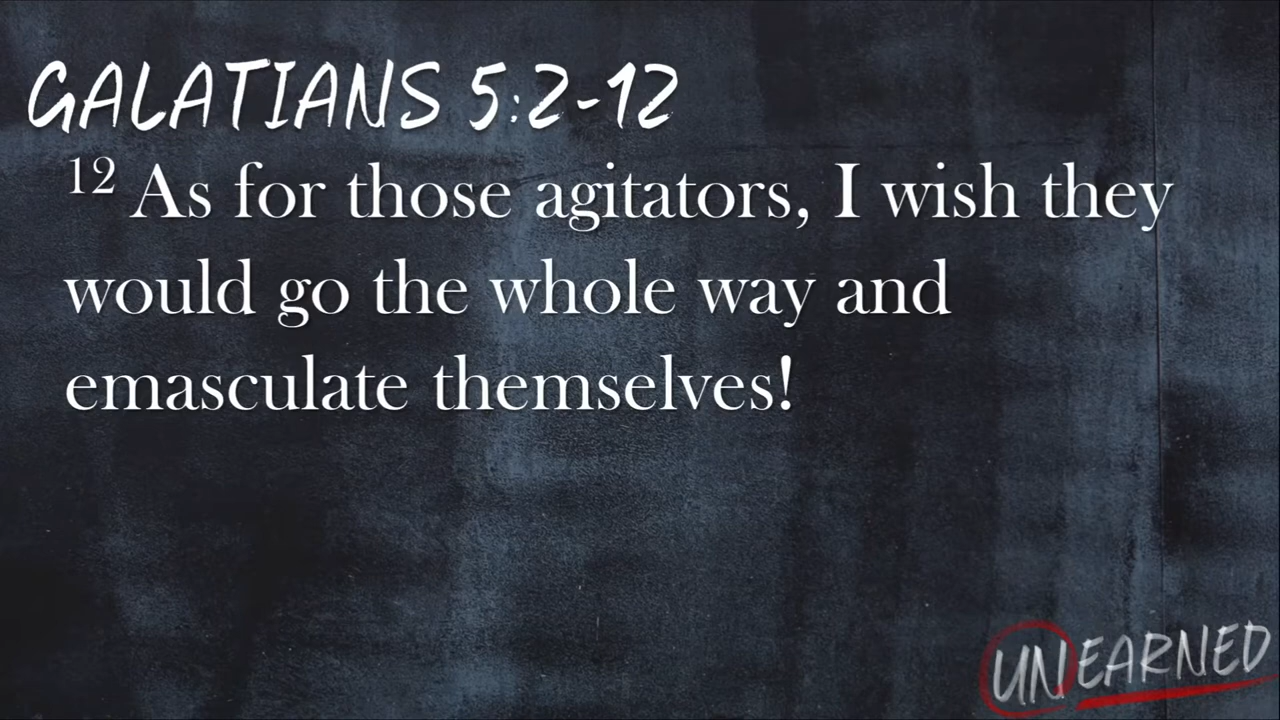 GALATIANS 5:2-12
12 As for those agitators, I wish they
would go the whole way and
emasculate themselves!
UNEARNED